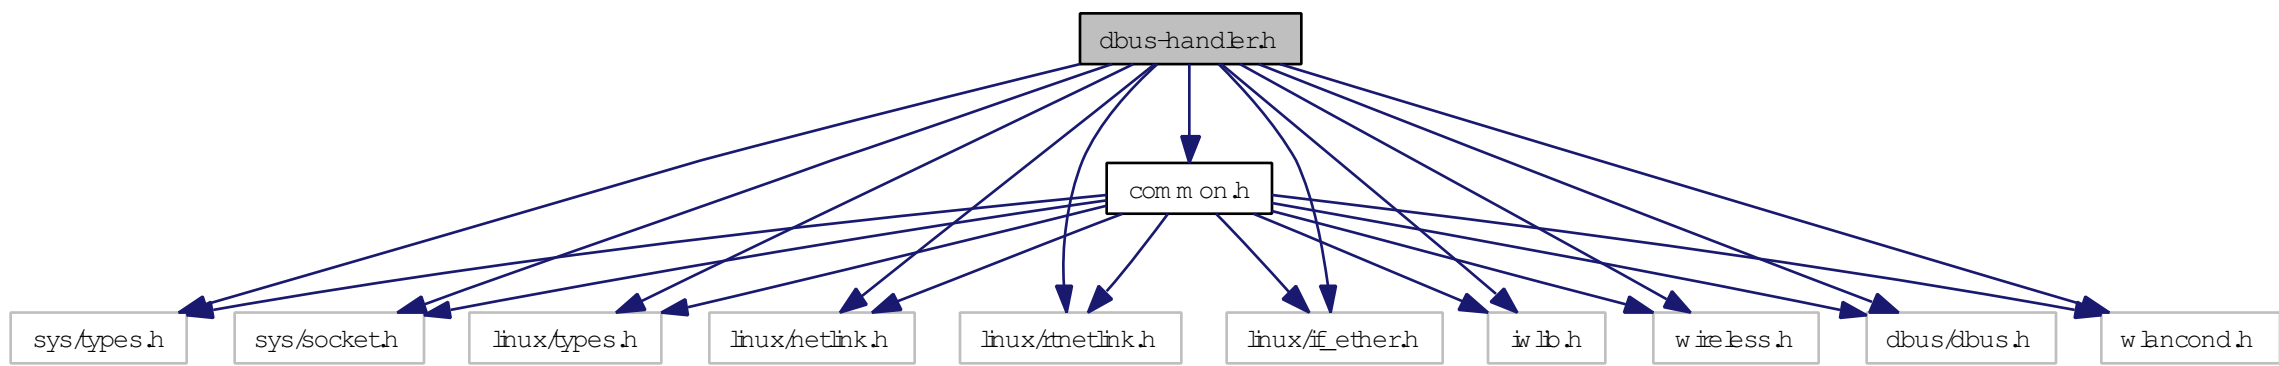 dbus-handler.h
common.h
sys/types.h
sys/socket.h
linux/types.h
linux/netlink.h
linux/rtnetlink.h
linux/if_ether.h
iwlib.h
wireless.h
dbus/dbus.h
wlancond.h